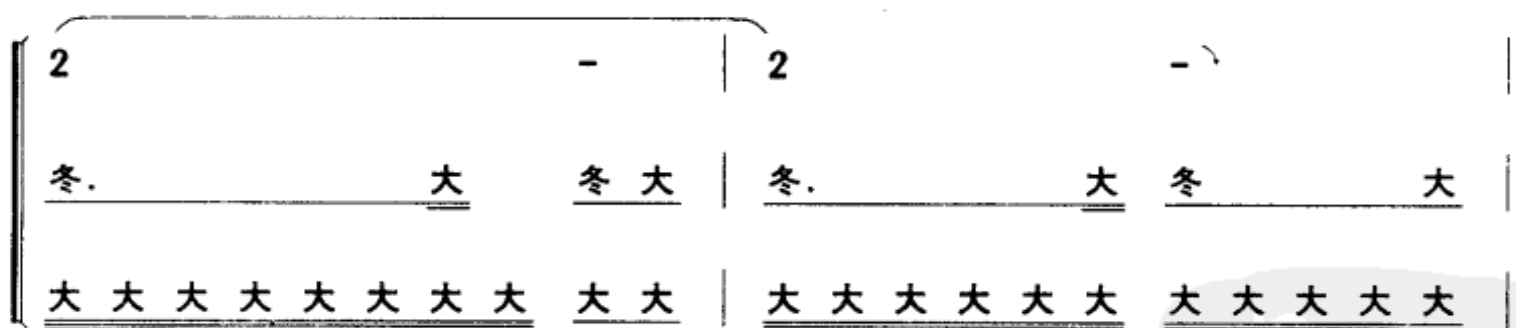 2 - | 2 -
冬. 大 冬 大 | 冬. 大 冬 大
大 大 大 大 大 大 大 大 大 大 | 大 大 大 大 大 大 大 大 大 大 大